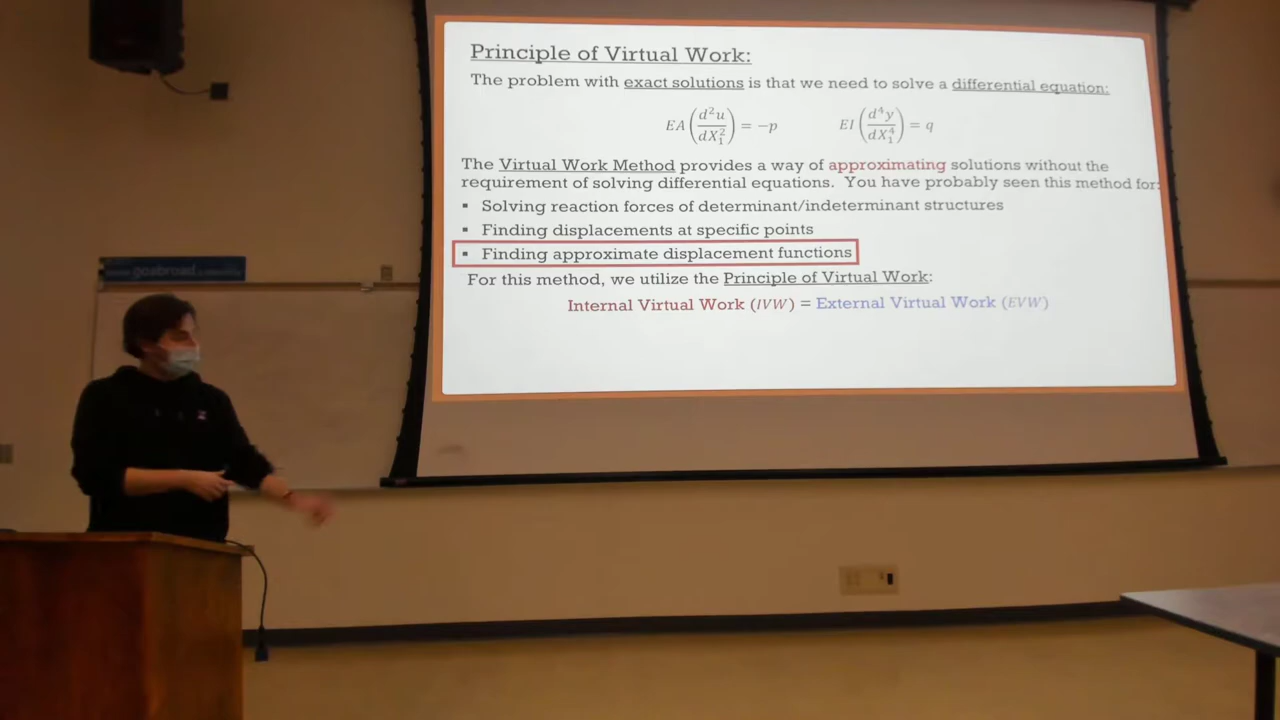 Principle of Virtual Work:
The problem with exact solutions is that we need to solve a differential equation:
EA(d²u/dX₁²) = −p EI(d⁴y/dX₁⁴) = q
The Virtual Work Method provides a way of approximating solutions without the
requirement of solving differential equations. You have probably seen this method for:
▪ Solving reaction forces of determinant/indeterminant structures
▪ Finding displacements at specific points
▪ Finding approximate displacement functions
For this method, we utilize the Principle of Virtual Work:
Internal Virtual Work (IVW) = External Virtual Work (EVW)
goabroad